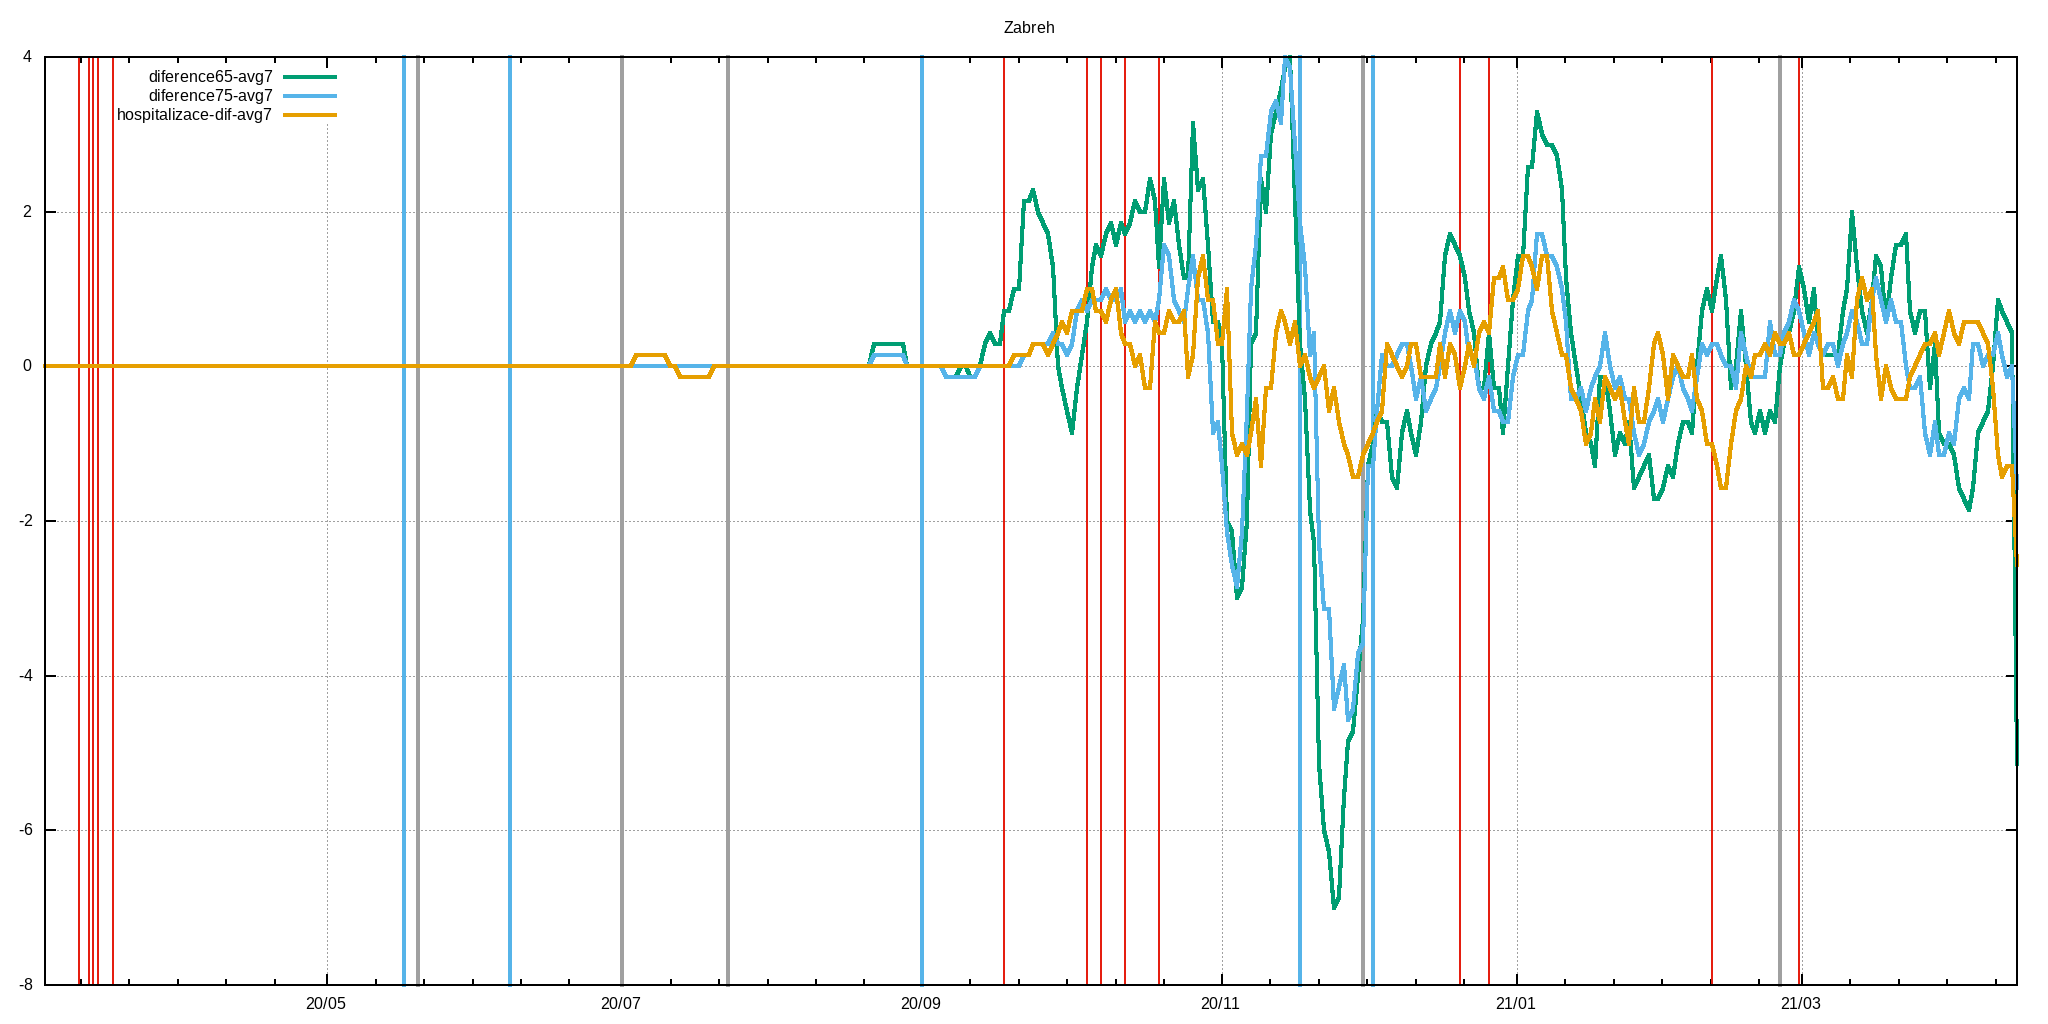 Zabreh
4
diference65-avg7
diference75-avg7
hospitalizace-dif-avg7
2
0
-2
-4
-6
-8
20/05 20/07 20/09 20/11 21/01 21/03